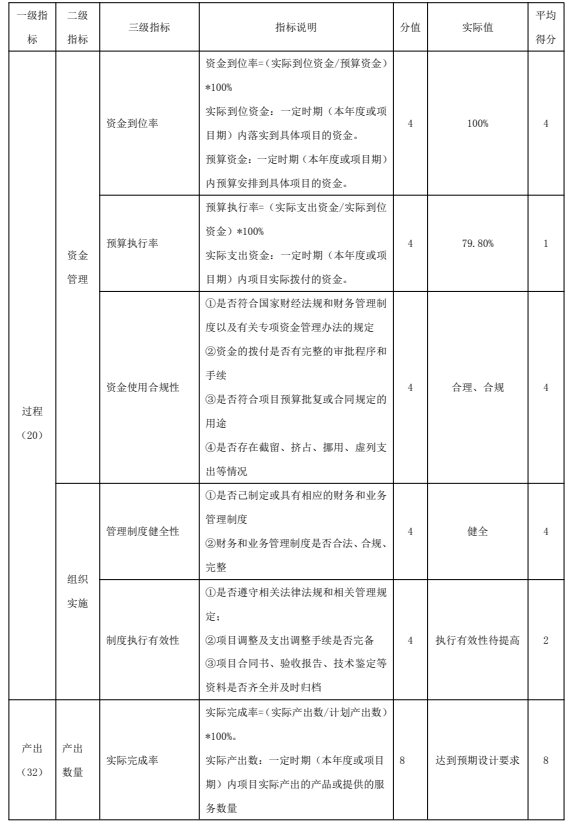 一级指标
二级指标
三级指标
指标说明
分值
实际值
平均得分
过程
（20）
资金管理
资金到位率
资金到位率=（实际到位资金/预算资金）
*100%
实际到位资金：一定时期（本年度或项
目期）内落实到具体项目的资金。
预算资金：一定时期（本年度或项目期）
内预算安排到具体项目的资金。
4
100%
4
预算执行率
预算执行率=（实际支出资金/实际到位
资金）*100%
实际支出资金：一定时期（本年度或项
目期）内项目实际拨付的资金。
4
79.80%
1
资金使用合规性
①是否符合国家财经法规和财务管理制
度以及有关专项资金管理办法的规定
②资金的拨付是否有完整的审批程序和
手续
③是否符合项目预算批复或合同规定的
用途
④是否存在截留、挤占、挪用、虚列支
出等情况
4
合理、合规
4
组织实施
管理制度健全性
①是否已制定或具有相应的财务和业务
管理制度
②财务和业务管理制度是否合法、合规、
完整
4
健全
4
制度执行有效性
①是否遵守相关法律法规和相关管理规
定；
②项目调整及支出调整手续是否完备
③项目合同书、验收报告、技术鉴定等
资料是否齐全并及时归档
4
执行有效性待提高
2
产出
（32）
产出数量
实际完成率
实际完成率=（实际产出数/计划产出数）
*100%。
实际产出数：一定时期（本年度或项目
期）内项目实际产出的产品或提供的服
务数量
8
达到预期设计要求
8